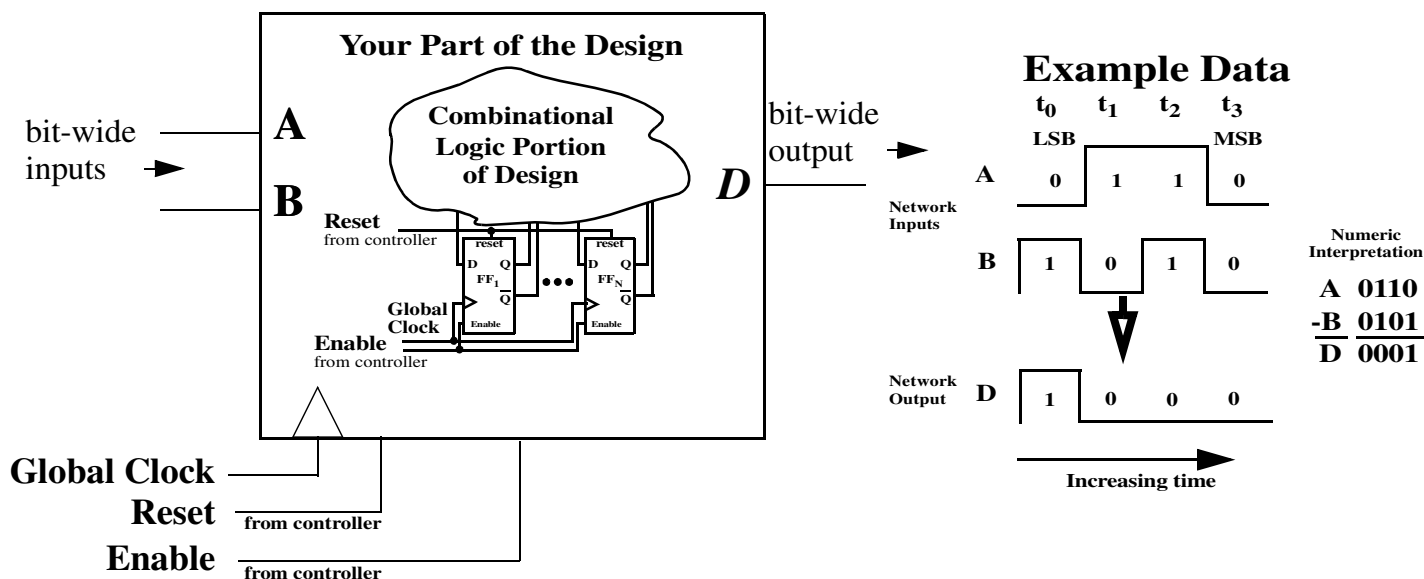 Your Part of the Design
Combinational
Logic Portion
of Design
bit-wide
inputs
A
B
D
bit-wide
output
Reset
from controller
reset
D Q
FF1
Q
Enable
reset
D Q
FFN
Q
Enable
Global
Clock
Enable
from controller
Global Clock
Reset
from controller
Enable
from controller
Example Data
t0 t1 t2 t3
LSB MSB
A 0 1 1 0
Network
Inputs
B 1 0 1 0
Network
Output
D 1 0 0 0
Increasing time
Numeric
Interpretation
A 0110
-B 0101
D 0001